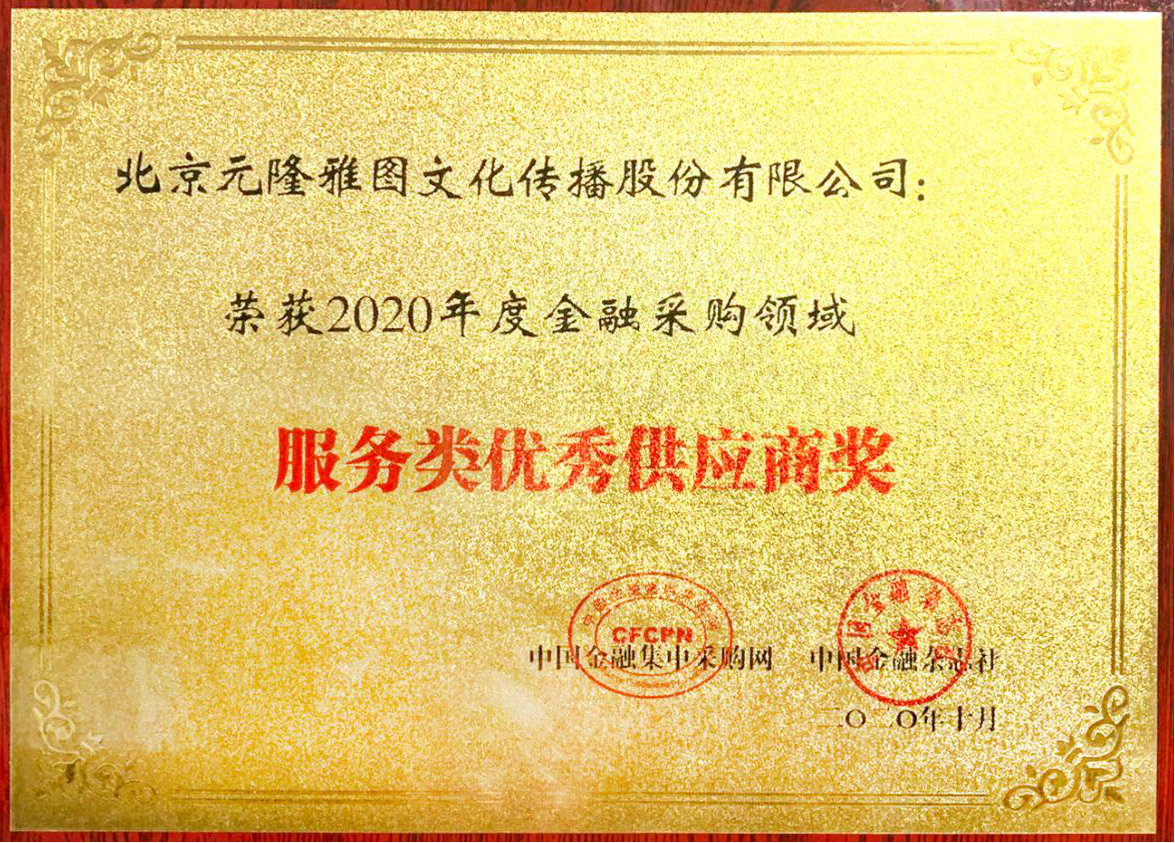 北京元隆雅图文化传播股份有限公司:
荣获2020年度金融采购领域
服务类优秀供应商奖
CFCPN
中国金融集中采购网 中国金融杂志社
二〇二〇年十月